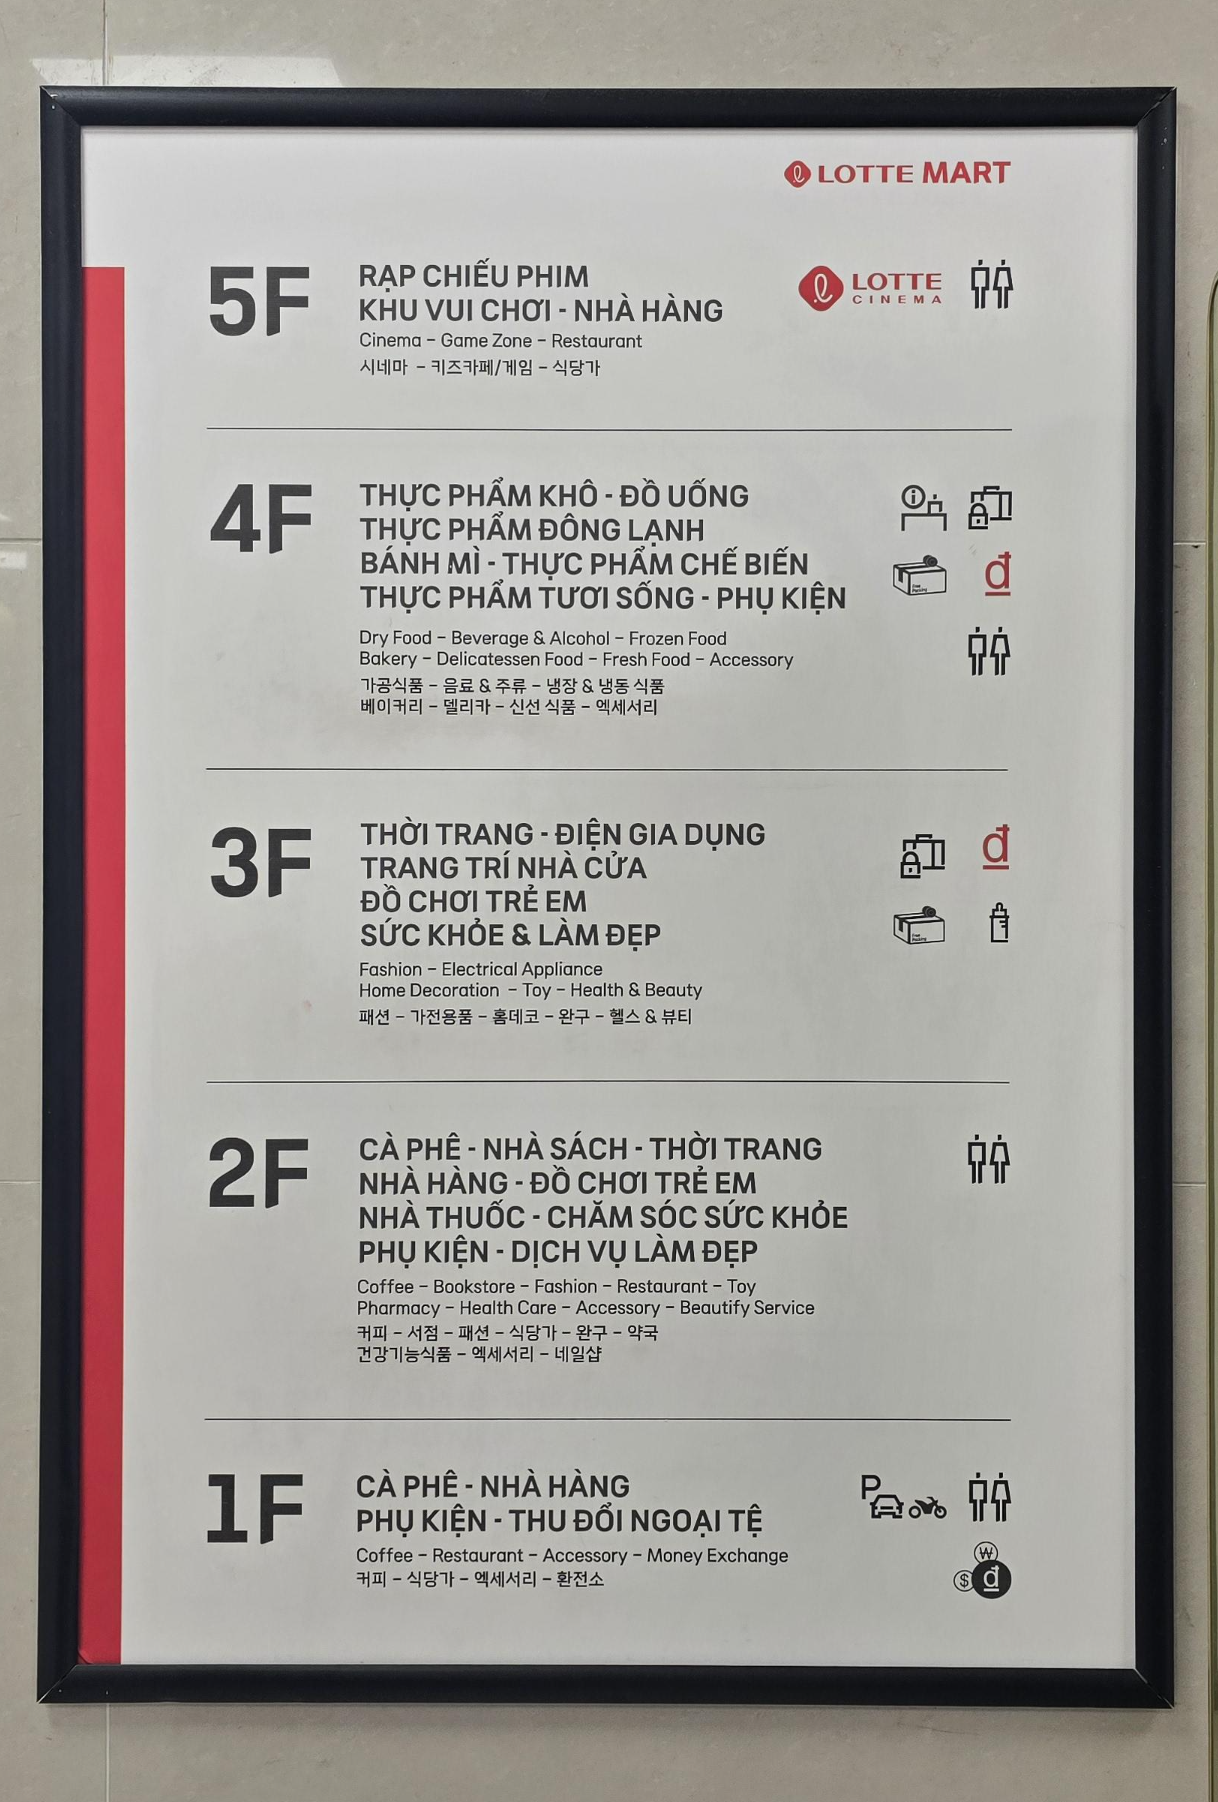 LOTTE MART
5F
RẠP CHIẾU PHIM
KHU VUI CHƠI - NHÀ HÀNG
Cinema – Game Zone – Restaurant
시네마 – 키즈카페/게임 – 식당가
LOTTE
CINEMA
4F
THỰC PHẨM KHÔ - ĐỒ UỐNG
THỰC PHẨM ĐÔNG LẠNH
BÁNH MÌ - THỰC PHẨM CHẾ BIẾN
THỰC PHẨM TƯƠI SỐNG - PHỤ KIỆN
Dry Food – Beverage & Alcohol – Frozen Food
Bakery – Delicatessen Food – Fresh Food – Accessory
가공식품 – 음료 & 주류 – 냉장 & 냉동 식품
베이커리 – 델리카 – 신선 식품 – 엑세서리
Free
Packing
đ
3F
THỜI TRANG - ĐIỆN GIA DỤNG
TRANG TRÍ NHÀ CỬA
ĐỒ CHƠI TRẺ EM
SỨC KHỎE & LÀM ĐẸP
Fashion – Electrical Appliance
Home Decoration – Toy – Health & Beauty
패션 – 가전용품 – 홈데코 – 완구 – 헬스 & 뷰티
đ
Free
Packing
2F
CÀ PHÊ - NHÀ SÁCH - THỜI TRANG
NHÀ HÀNG - ĐỒ CHƠI TRẺ EM
NHÀ THUỐC - CHĂM SÓC SỨC KHỎE
PHỤ KIỆN - DỊCH VỤ LÀM ĐẸP
Coffee – Bookstore – Fashion – Restaurant – Toy
Pharmacy – Health Care – Accessory – Beautify Service
커피 – 서점 – 패션 – 식당가 – 완구 – 약국
건강기능식품 – 엑세서리 – 네일샵
1F
CÀ PHÊ - NHÀ HÀNG
PHỤ KIỆN - THU ĐỔI NGOẠI TỆ
Coffee – Restaurant – Accessory – Money Exchange
커피 – 식당가 – 엑세서리 – 환전소
P
₩
$ đ